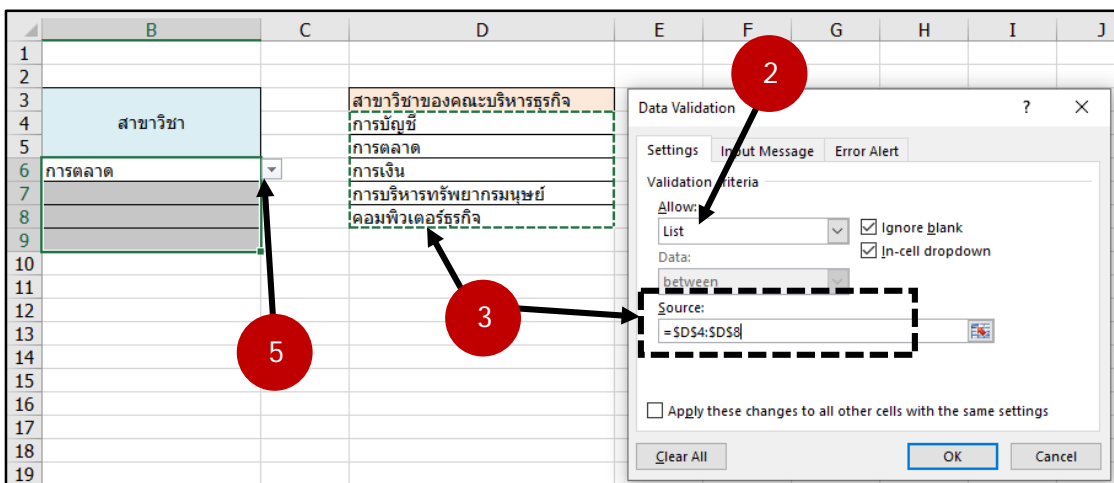 B C D E F G H I J
1
2
2
3 สาขาวิชาของคณะบริหารธุรกิจ
4 สาขาวิชา การบัญชี
5 การตลาด
6 การตลาด การเงิน
7 การบริหารทรัพยากรมนุษย์
8 คอมพิวเตอร์ธุรกิจ
9
10
11
12
13
14
15
16
17
18
19
3
5
Data Validation ? ×
Settings Input Message Error Alert
Validation criteria
Allow:
List Ignore blank
Data: In-cell dropdown
between
Source:
=$D$4:$D$8
Apply these changes to all other cells with the same settings
Clear All OK Cancel